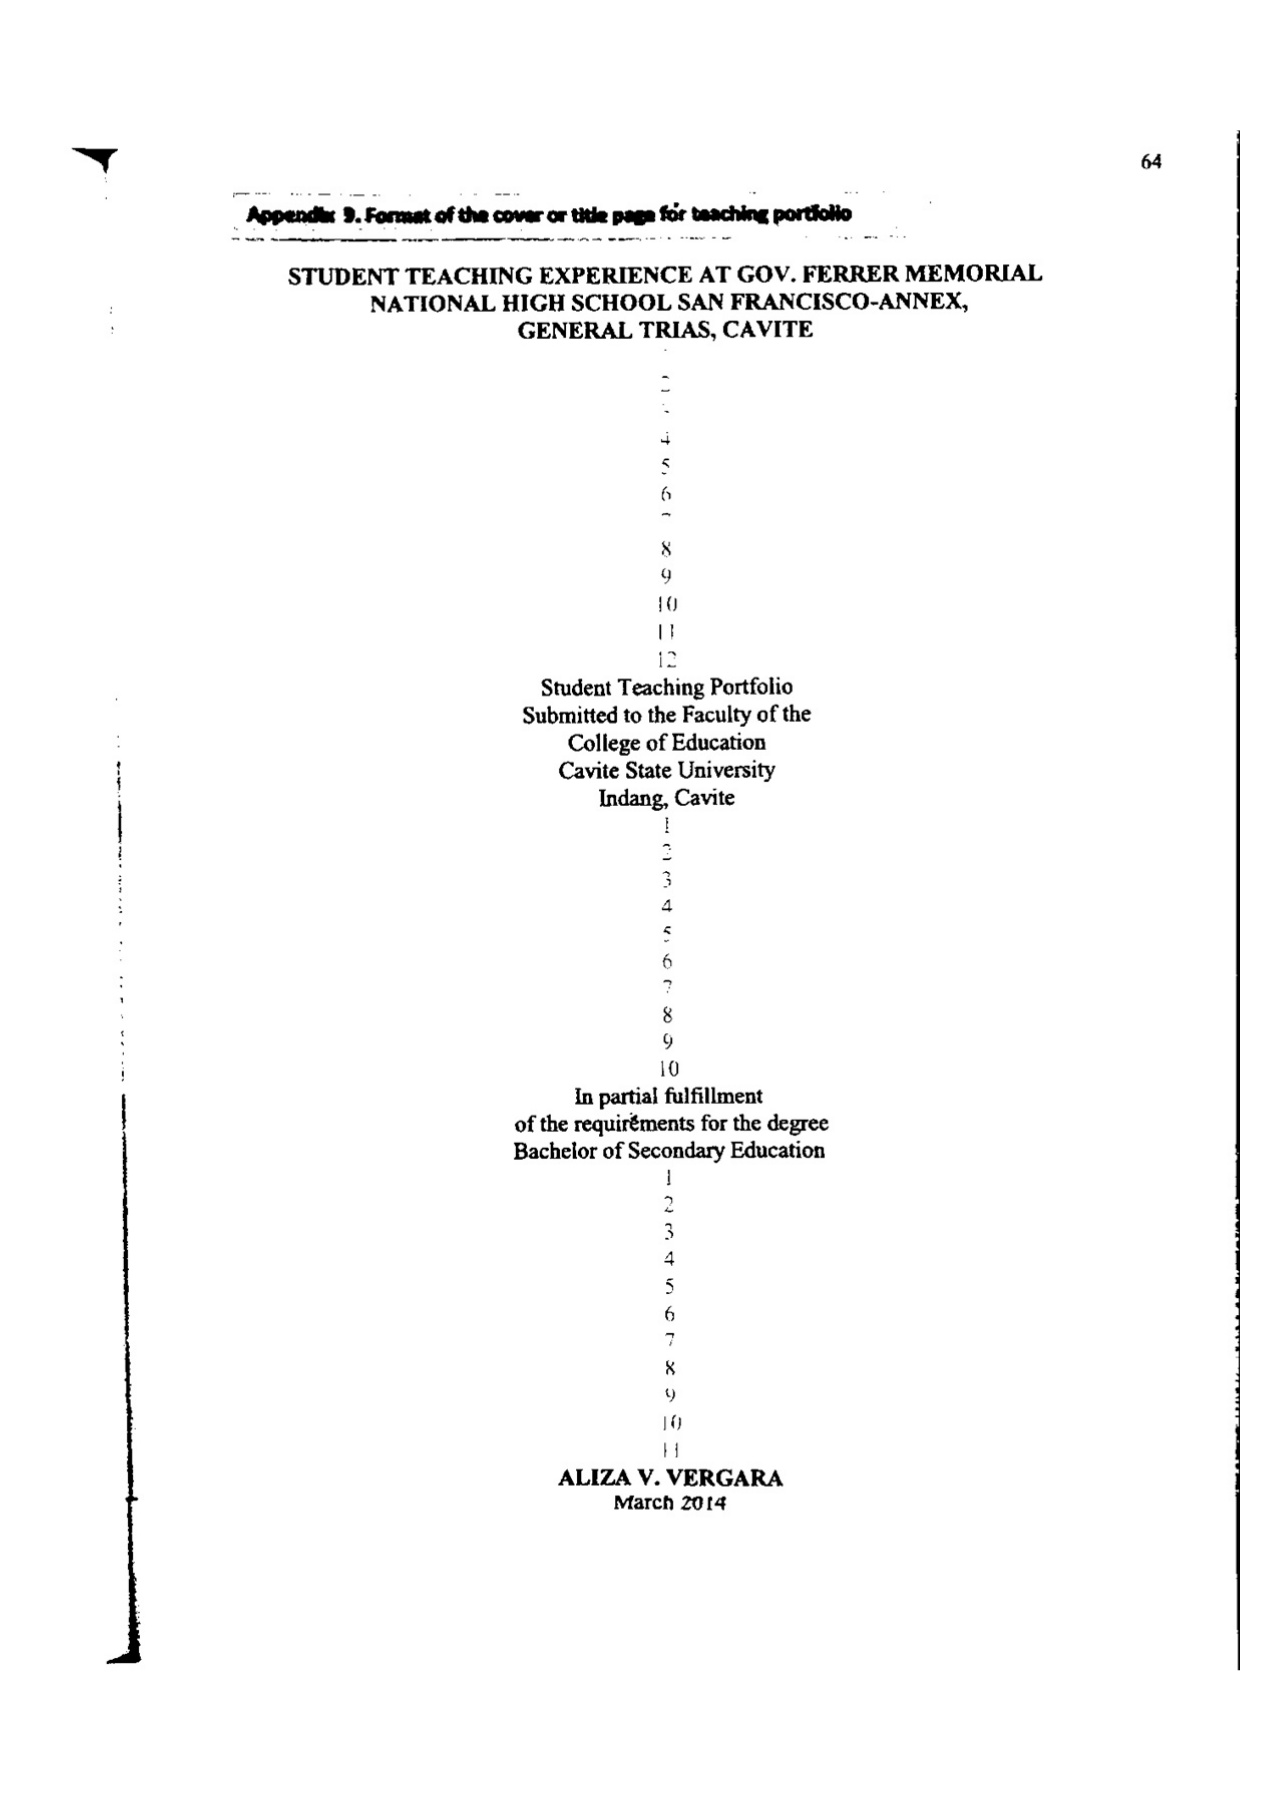 64
Appendix 9. Format of the cover or title page for teaching portfolio
STUDENT TEACHING EXPERIENCE AT GOV. FERRER MEMORIAL
NATIONAL HIGH SCHOOL SAN FRANCISCO-ANNEX,
GENERAL TRIAS, CAVITE
4
5
6
8
9
10
11
12
Student Teaching Portfolio
Submitted to the Faculty of the
College of Education
Cavite State University
Indang, Cavite
1
2
3
4
5
6
7
8
9
10
In partial fulfillment
of the requirements for the degree
Bachelor of Secondary Education
1
2
3
4
5
6
7
8
9
10
11
ALIZA V. VERGARA
March 2014